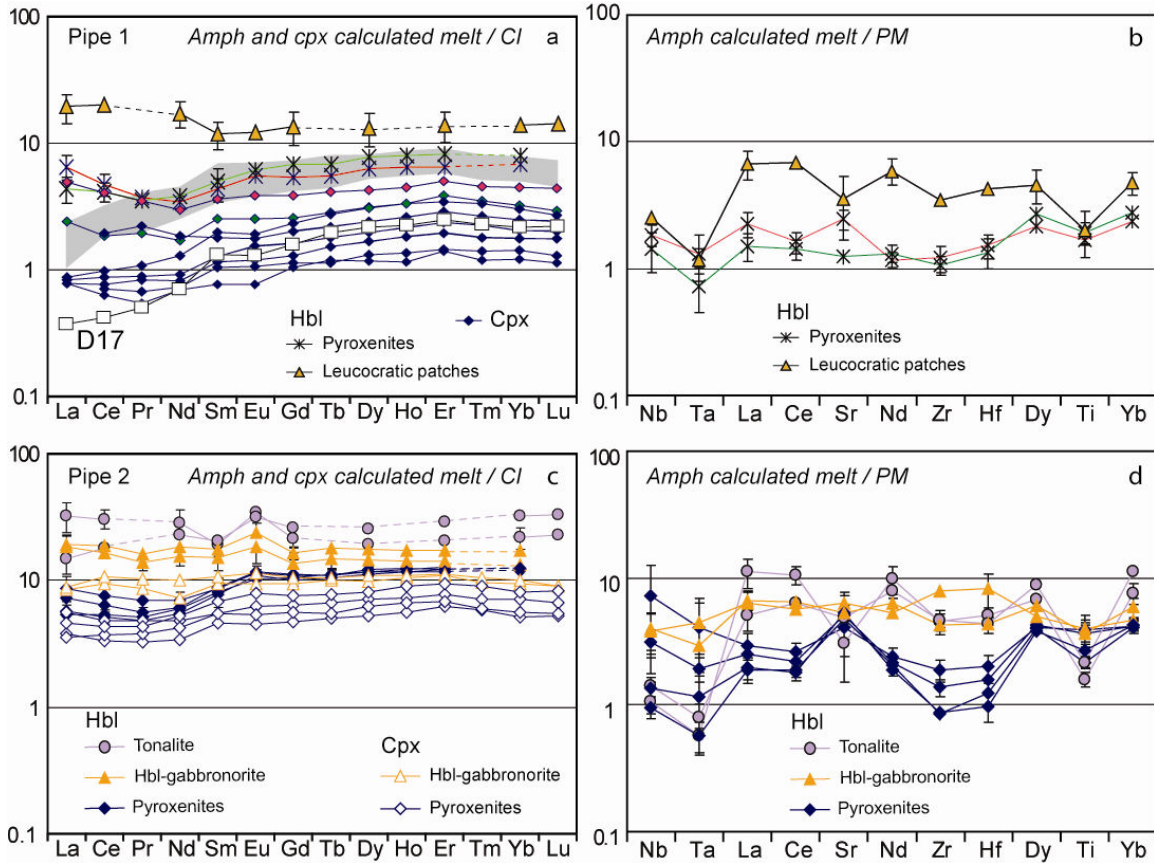 100
Pipe 1 Amph and cpx calculated melt / CI a
10
1
D17
Hbl
Cpx
Pyroxenites
Leucocratic patches
0.1
La Ce Pr Nd Sm Eu Gd Tb Dy Ho Er Tm Yb Lu
100
Amph calculated melt / PM b
10
1
Hbl
Pyroxenites
Leucocratic patches
0.1
Nb Ta La Ce Sr Nd Zr Hf Dy Ti Yb
100
Pipe 2 Amph and cpx calculated melt / CI c
10
1
Hbl
Tonalite
Hbl-gabbronorite
Pyroxenites
Cpx
Hbl-gabbronorite
Pyroxenites
0.1
La Ce Pr Nd Sm Eu Gd Tb Dy Ho Er Tm Yb Lu
100
Amph calculated melt / PM d
10
1
Hbl
Tonalite
Hbl-gabbronorite
Pyroxenites
0.1
Nb Ta La Ce Sr Nd Zr Hf Dy Ti Yb